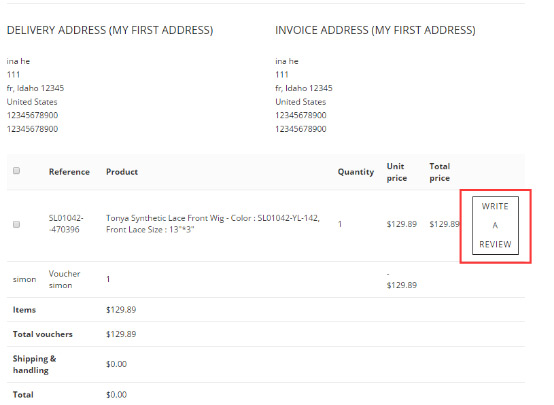 DELIVERY ADDRESS (MY FIRST ADDRESS)
ina he
111
fr, Idaho 12345
United States
12345678900
12345678900
INVOICE ADDRESS (MY FIRST ADDRESS)
ina he
111
fr, Idaho 12345
United States
12345678900
12345678900
Reference Product Quantity Unit price Total price
SL01042--470396 Tonya Synthetic Lace Front Wig - Color : SL01042-YL-142, Front Lace Size : 13"*3" 1 $129.89 $129.89 WRITE A REVIEW
simon Voucher simon 1 -$129.89
Items $129.89
Total vouchers $129.89
Shipping & handling $0.00
Total $0.00